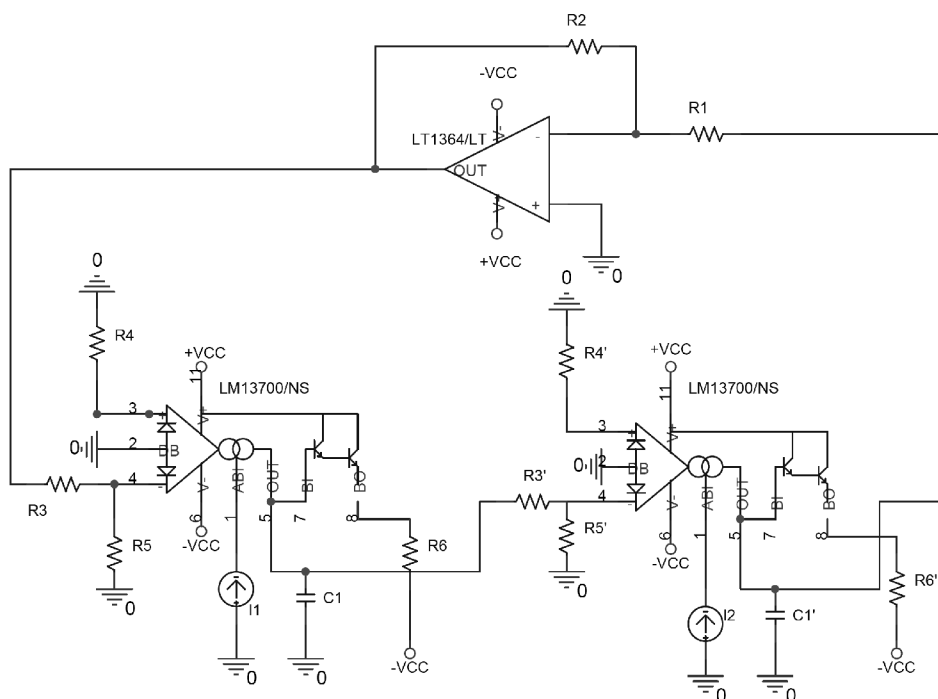 R2
-VCC
R1
LT1364/LT
V-
-
OUT
+
V+
+VCC
0
0
0
R4
+VCC
11
LM13700/NS
R4'
+VCC
11
LM13700/NS
3
+
V+
3
+
V+
0
2
DB
0
2
DB
4
-
V-
ABI
OUT
BI
BO
R3'
4
-
V-
ABI
OUT
BI
BO
R3
R5
6
1
5
7
8
R5'
6
1
5
7
8
-VCC
R6
-VCC
0
0
R6'
I1
C1
I2
C1'
0
0
-VCC
0
0
-VCC